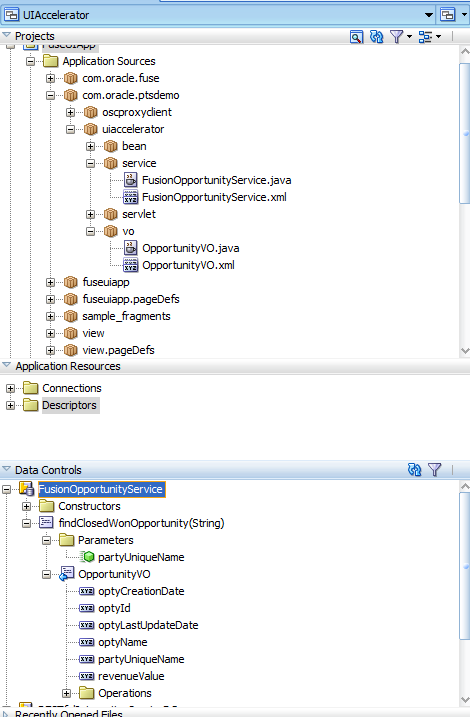 UIAccelerator
Projects
FuseUIApp
Application Sources
com.oracle.fuse
com.oracle.ptsdemo
oscproxyclient
uiaccelerator
bean
service
FusionOpportunityService.java
FusionOpportunityService.xml
servlet
vo
OpportunityVO.java
OpportunityVO.xml
fuseuiapp
fuseuiapp.pageDefs
sample_fragments
view
view.pageDefs
Application Resources
Connections
Descriptors
Data Controls
FusionOpportunityService
Constructors
findClosedWonOpportunity(String)
Parameters
partyUniqueName
OpportunityVO
optyCreationDate
optyId
optyLastUpdateDate
optyName
partyUniqueName
revenueValue
Operations
Recently Opened Files